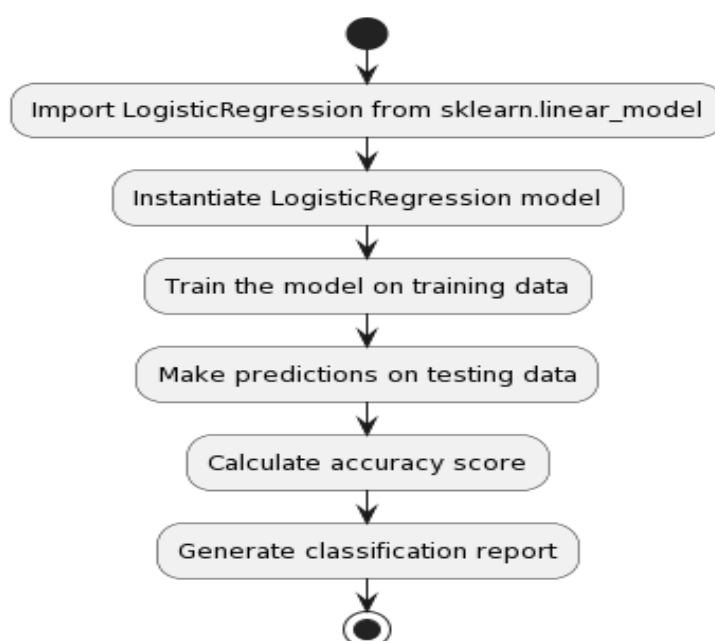 Import LogisticRegression from sklearn.linear_model
Instantiate LogisticRegression model
Train the model on training data
Make predictions on testing data
Calculate accuracy score
Generate classification report